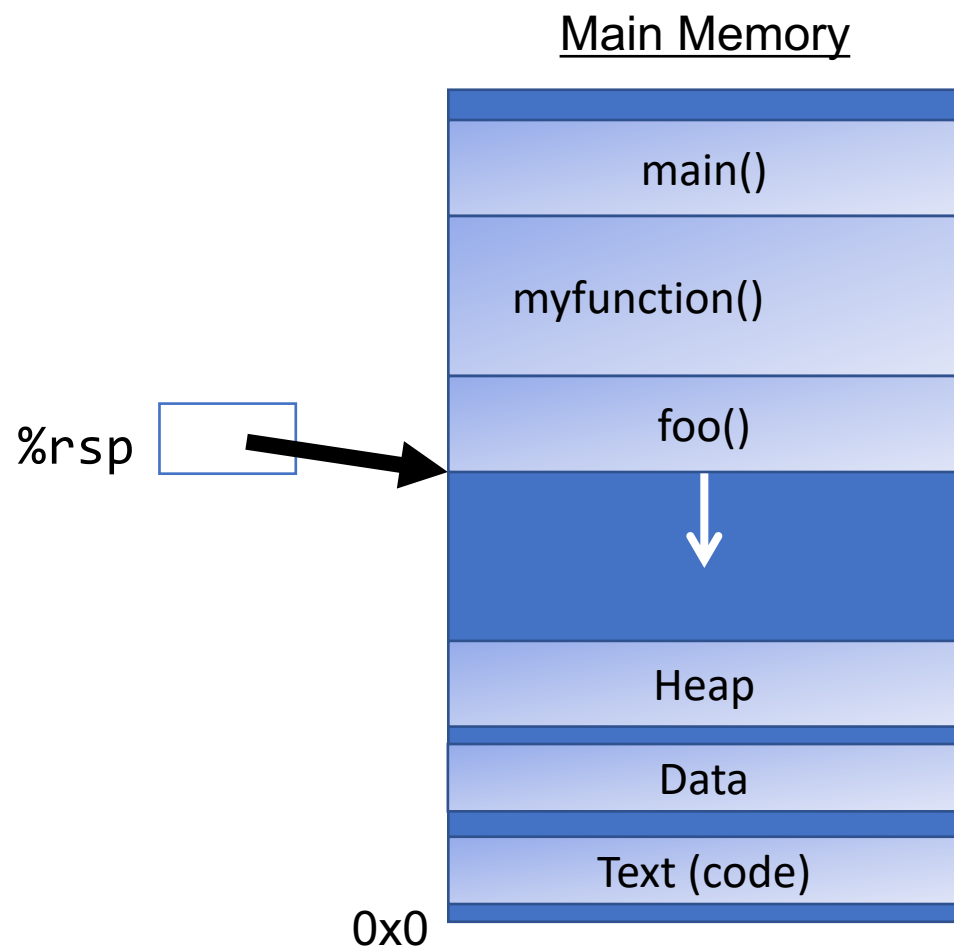 Main Memory
main()
myfunction()
foo()
%rsp
Heap
Data
Text (code)
0x0